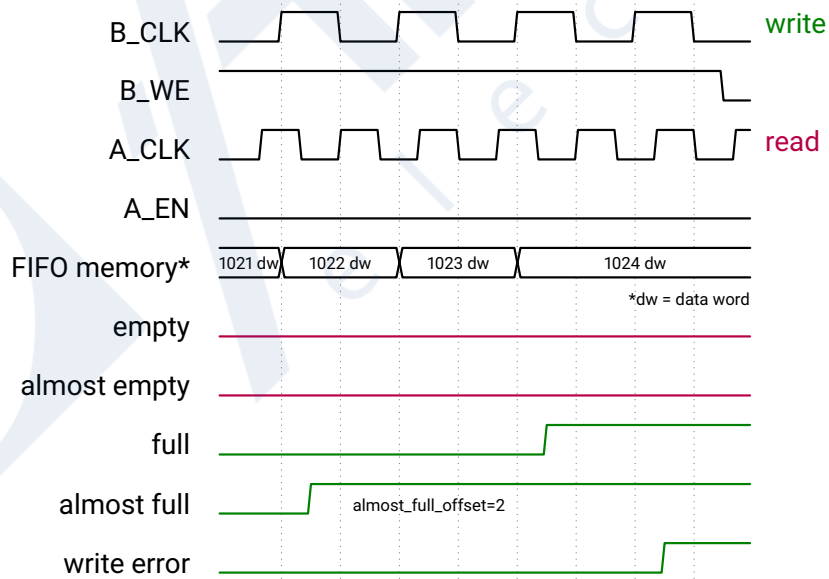 B_CLK
write
B_WE
A_CLK
read
A_EN
FIFO memory*
1021 dw
1022 dw
1023 dw
1024 dw
*dw = data word
empty
almost empty
full
almost full
almost_full_offset=2
write error